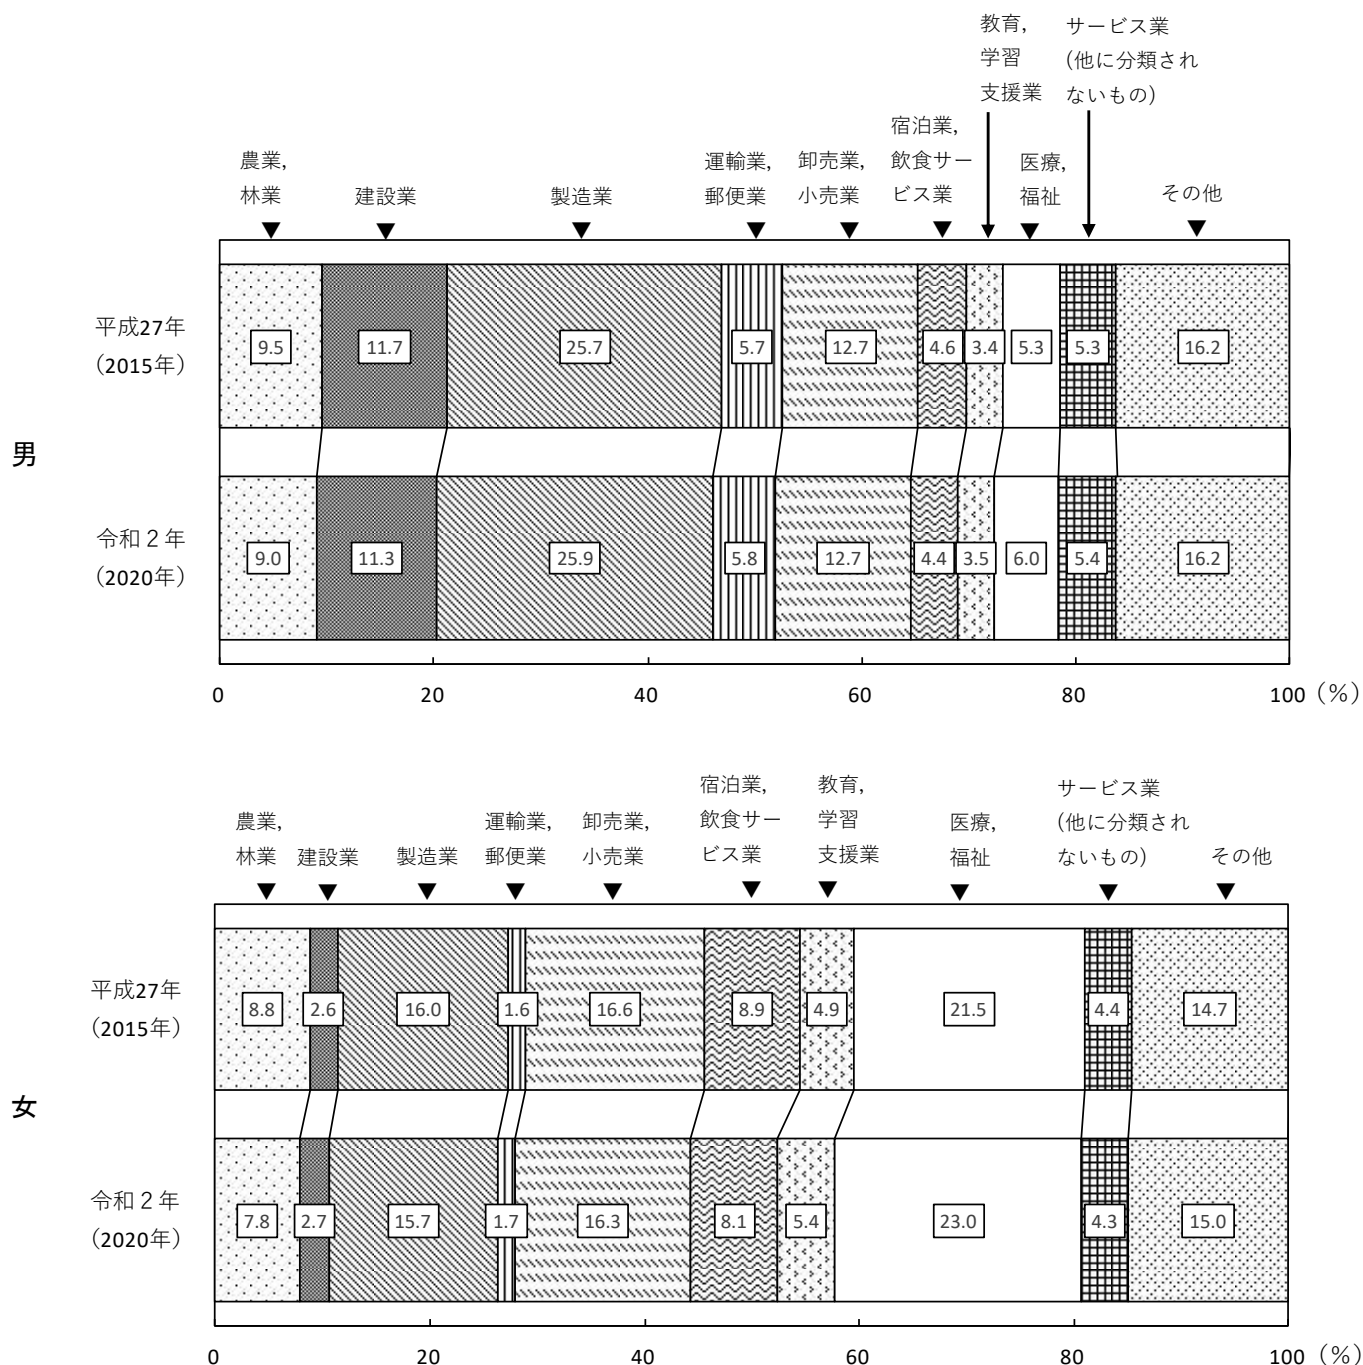 教育,
学習
支援業
サービス業
(他に分類され
ないもの)
農業,
林業
建設業
製造業
運輸業,
郵便業
卸売業,
小売業
宿泊業,
飲食サー
ビス業
医療,
福祉
その他
男
平成27年
(2015年)
9.5
11.7
25.7
5.7
12.7
4.6
3.4
5.3
5.3
16.2
令和２年
(2020年)
9.0
11.3
25.9
5.8
12.7
4.4
3.5
6.0
5.4
16.2
0
20
40
60
80
100 (%)
農業,
林業
建設業
製造業
運輸業,
郵便業
卸売業,
小売業
宿泊業,
飲食サー
ビス業
教育,
学習
支援業
医療,
福祉
サービス業
(他に分類され
ないもの)
その他
女
平成27年
(2015年)
8.8
2.6
16.0
1.6
16.6
8.9
4.9
21.5
4.4
14.7
令和２年
(2020年)
7.8
2.7
15.7
1.7
16.3
8.1
5.4
23.0
4.3
15.0
0
20
40
60
80
100 (%)